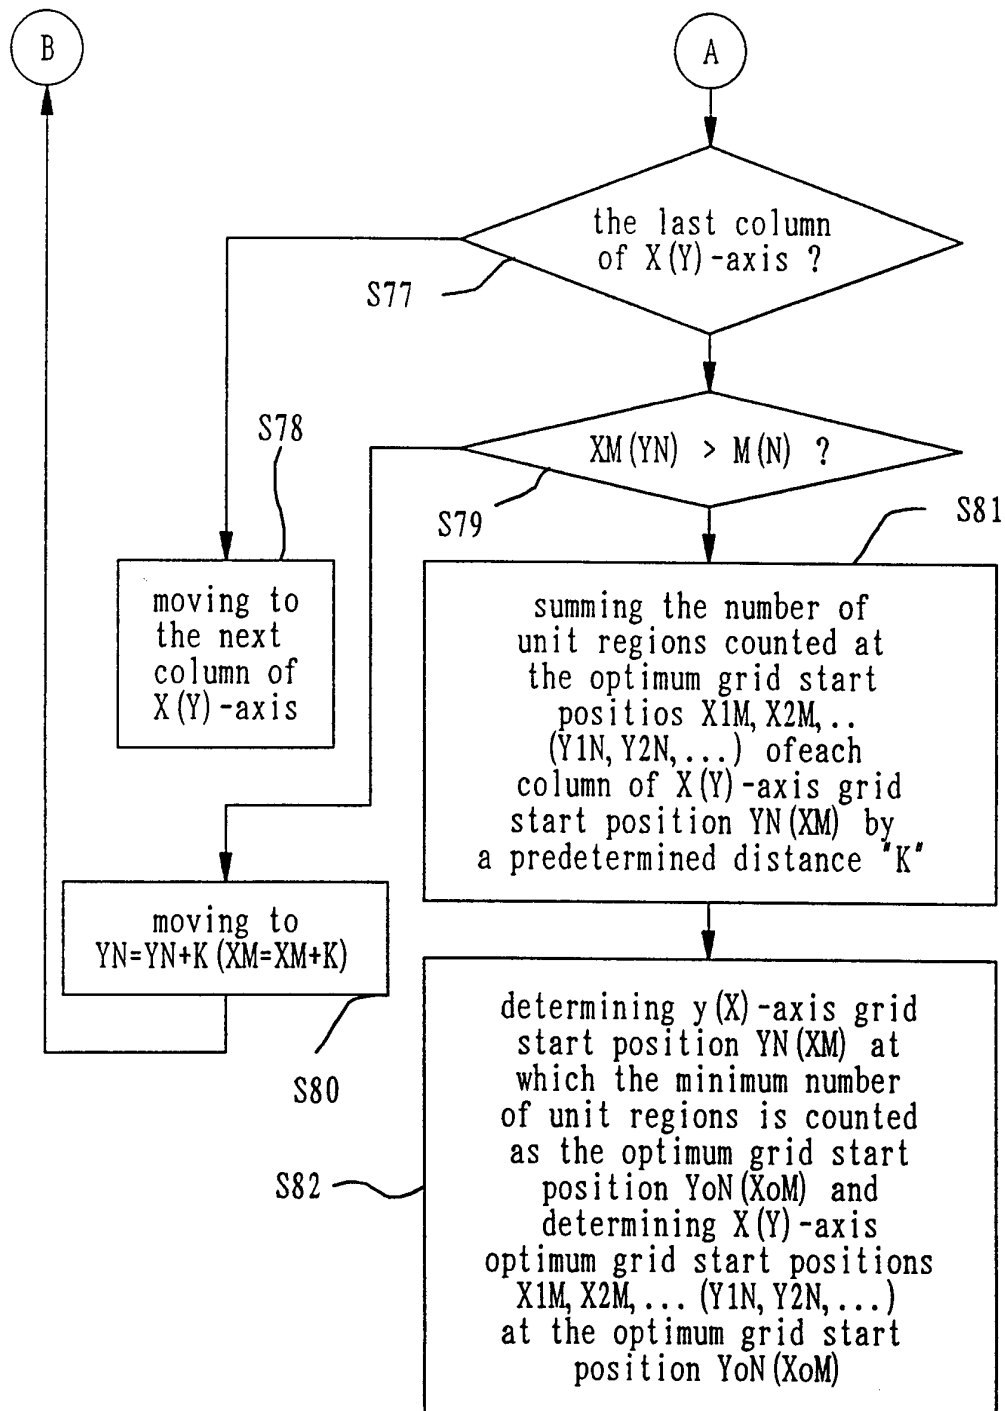 B
A
the last column
of X(Y)-axis ?
S77
S78
XM(YN) > M(N) ?
S79
S81
moving to
the next
column of
X(Y)-axis
summing the number of
unit regions counted at
the optimum grid start
positios X1M, X2M, ..
(Y1N, Y2N, ...) ofeach
column of X(Y)-axis grid
start position YN(XM) by
a predetermined distance "K"
moving to
YN=YN+K (XM=XM+K)
S80
determining y(X)-axis grid
start position YN(XM) at
which the minimum number
of unit regions is counted
as the optimum grid start
position YoN(XoM) and
determining X(Y)-axis
optimum grid start positions
X1M, X2M, ... (Y1N, Y2N, ...)
at the optimum grid start
position YoN(XoM)
S82